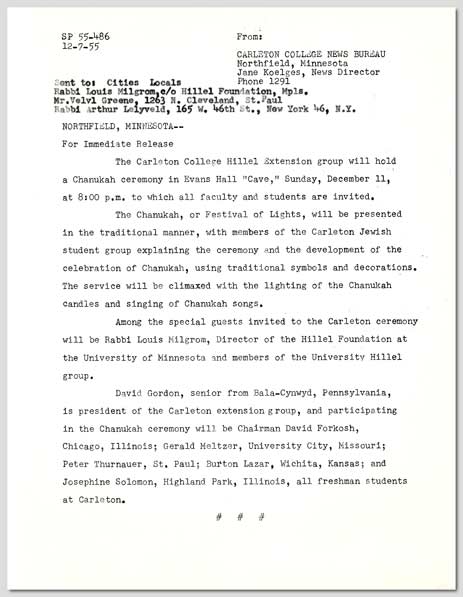 SP 55-486
12-7-55
From:
CARLETON COLLEGE NEWS BUREAU
Northfield, Minnesota
Jane Koelges, News Director
Phone 1291
Sent to: Cities Locals
Rabbi Louis Milgrom,c/o Hillel Foundation, Mpls.
Mr.Velvl Greene, 1263 N. Cleveland, St.Paul
Rabbi Arthur Lelyveld, 165 W. 46th St., New York 46, N.Y.
NORTHFIELD, MINNESOTA--
For Immediate Release
The Carleton College Hillel Extension group will hold
a Chanukah ceremony in Evans Hall "Cave," Sunday, December 11,
at 8:00 p.m. to which all faculty and students are invited.
The Chanukah, or Festival of Lights, will be presented
in the traditional manner, with members of the Carleton Jewish
student group explaining the ceremony and the development of the
celebration of Chanukah, using traditional symbols and decorations.
The service will be climaxed with the lighting of the Chanukah
candles and singing of Chanukah songs.
Among the special guests invited to the Carleton ceremony
will be Rabbi Louis Milgrom, Director of the Hillel Foundation at
the University of Minnesota and members of the University Hillel
group.
David Gordon, senior from Bala-Cynwyd, Pennsylvania,
is president of the Carleton extension group, and participating
in the Chanukah ceremony will be Chairman David Forkosh,
Chicago, Illinois; Gerald Meltzer, University City, Missouri;
Peter Thurnauer, St. Paul; Burton Lazar, Wichita, Kansas; and
Josephine Solomon, Highland Park, Illinois, all freshman students
at Carleton.
# # #